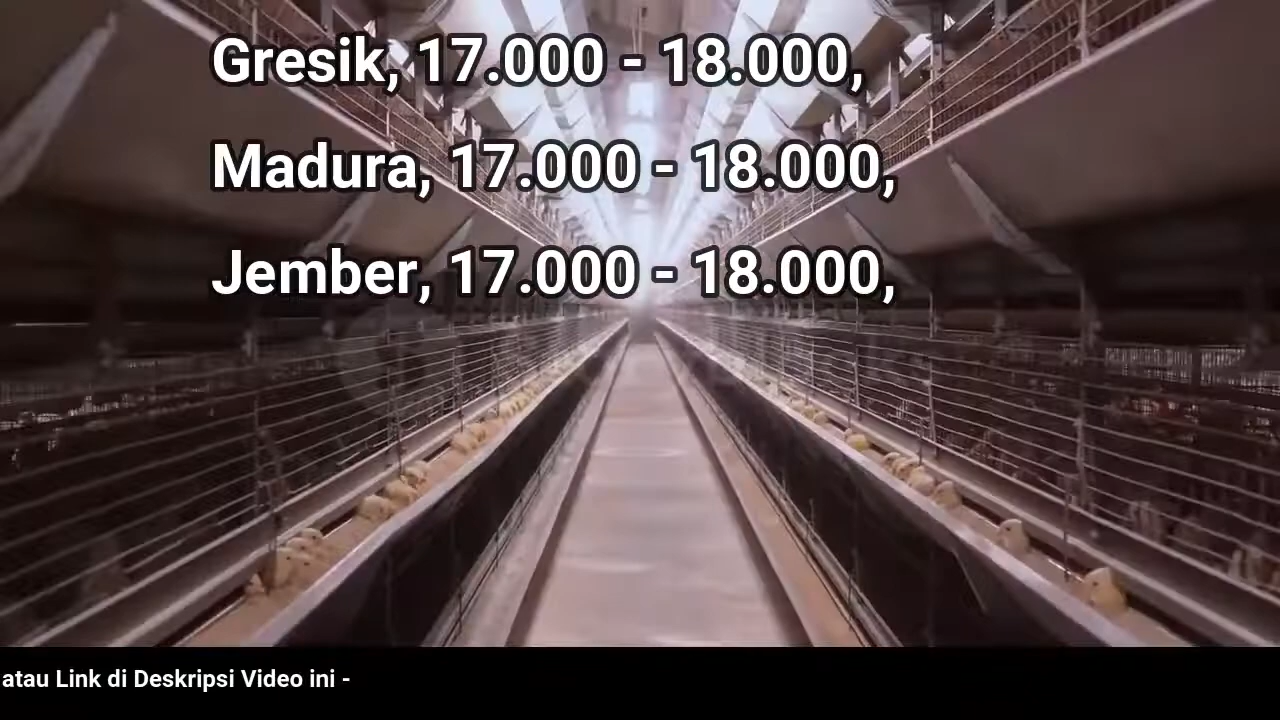 Gresik, 17.000 - 18.000,
Madura, 17.000 - 18.000,
Jember, 17.000 - 18.000,
atau Link di Deskripsi Video ini -